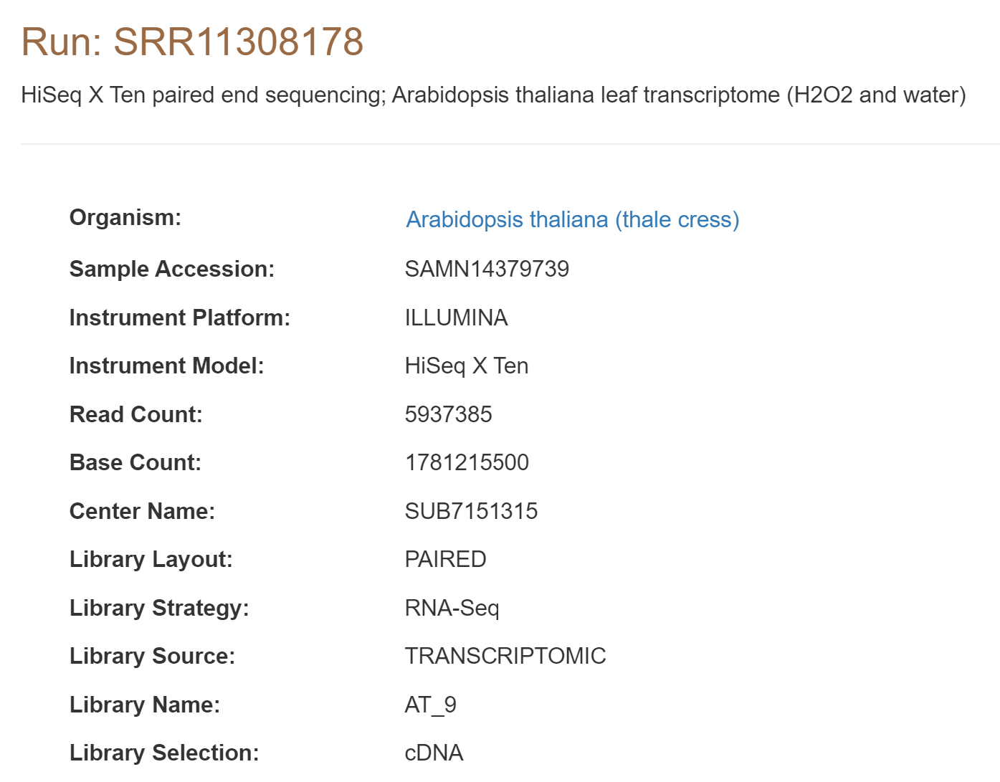 Run: SRR11308178
HiSeq X Ten paired end sequencing; Arabidopsis thaliana leaf transcriptome (H2O2 and water)
Organism: Arabidopsis thaliana (thale cress)
Sample Accession: SAMN14379739
Instrument Platform: ILLUMINA
Instrument Model: HiSeq X Ten
Read Count: 5937385
Base Count: 1781215500
Center Name: SUB7151315
Library Layout: PAIRED
Library Strategy: RNA-Seq
Library Source: TRANSCRIPTOMIC
Library Name: AT_9
Library Selection: cDNA